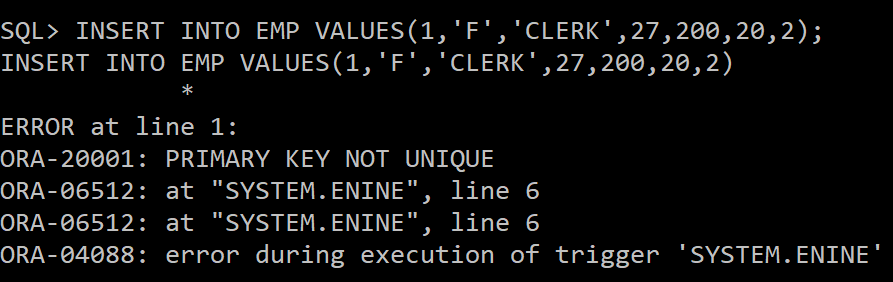 SQL> INSERT INTO EMP VALUES(1,'F','CLERK',27,200,20,2);
INSERT INTO EMP VALUES(1,'F','CLERK',27,200,20,2)
*
ERROR at line 1:
ORA-20001: PRIMARY KEY NOT UNIQUE
ORA-06512: at "SYSTEM.ENINE", line 6
ORA-06512: at "SYSTEM.ENINE", line 6
ORA-04088: error during execution of trigger 'SYSTEM.ENINE'